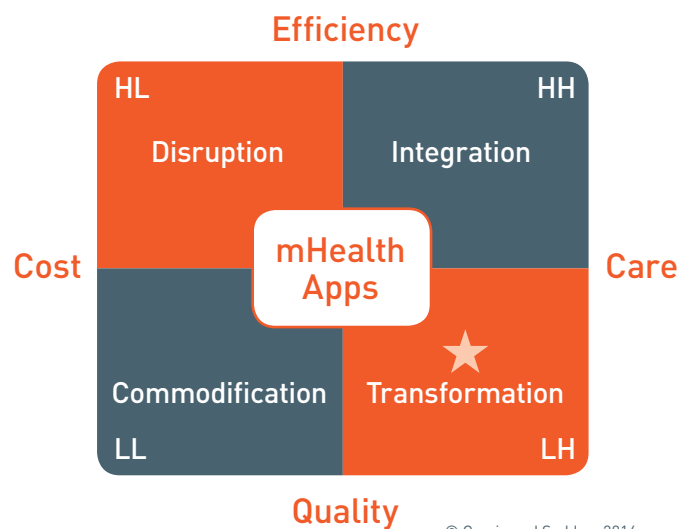 Efficiency
HL
HH
Disruption
Integration
mHealth
Apps
Cost
Care
Commodification
Transformation
LL
LH
Quality